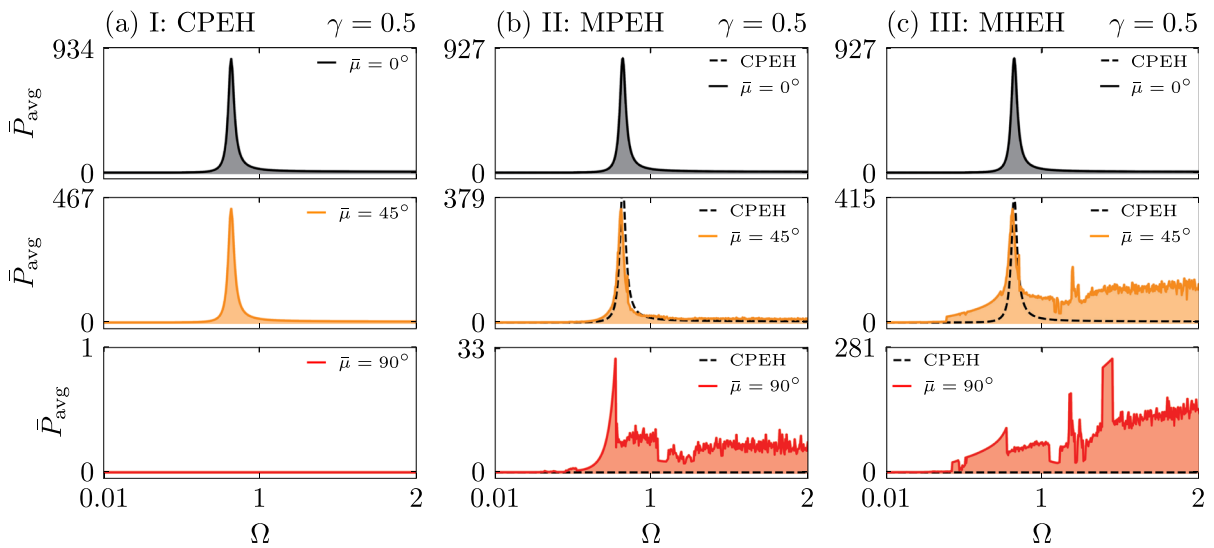 (a) I: CPEH γ = 0.5
(b) II: MPEH γ = 0.5
(c) III: MHEH γ = 0.5
934
P̄avg
0
μ̄ = 0°
927
0
CPEH
μ̄ = 0°
927
0
CPEH
μ̄ = 0°
467
P̄avg
0
μ̄ = 45°
379
0
CPEH
μ̄ = 45°
415
0
CPEH
μ̄ = 45°
1
P̄avg
0
μ̄ = 90°
33
0
CPEH
μ̄ = 90°
281
0
CPEH
μ̄ = 90°
0.01 1 2
0.01 1 2
0.01 1 2
Ω
Ω
Ω